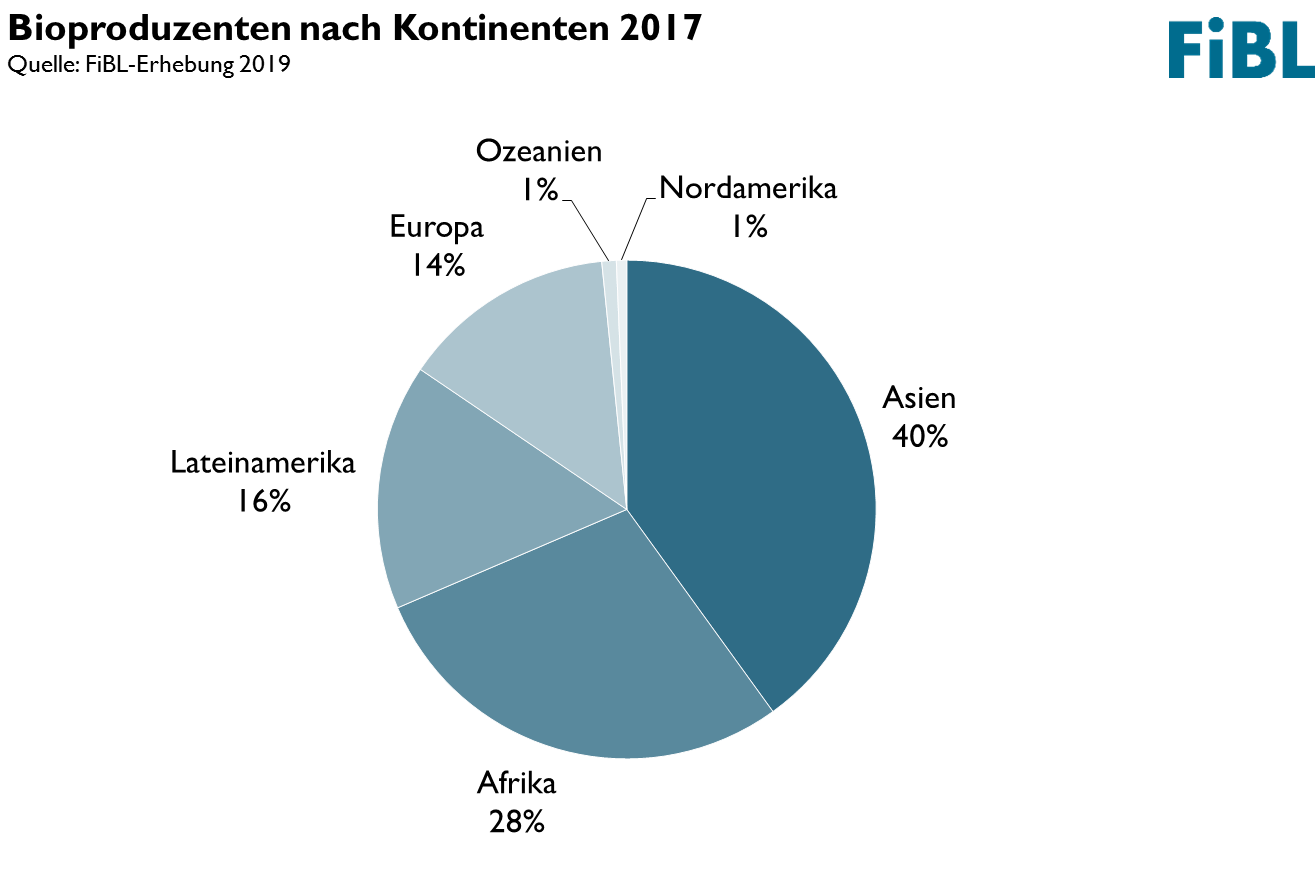 Bioproduzenten nach Kontinenten 2017
Quelle: FiBL-Erhebung 2019
FiBL
Ozeanien
1%
Nordamerika
1%
Europa
14%
Asien
40%
Lateinamerika
16%
Afrika
28%